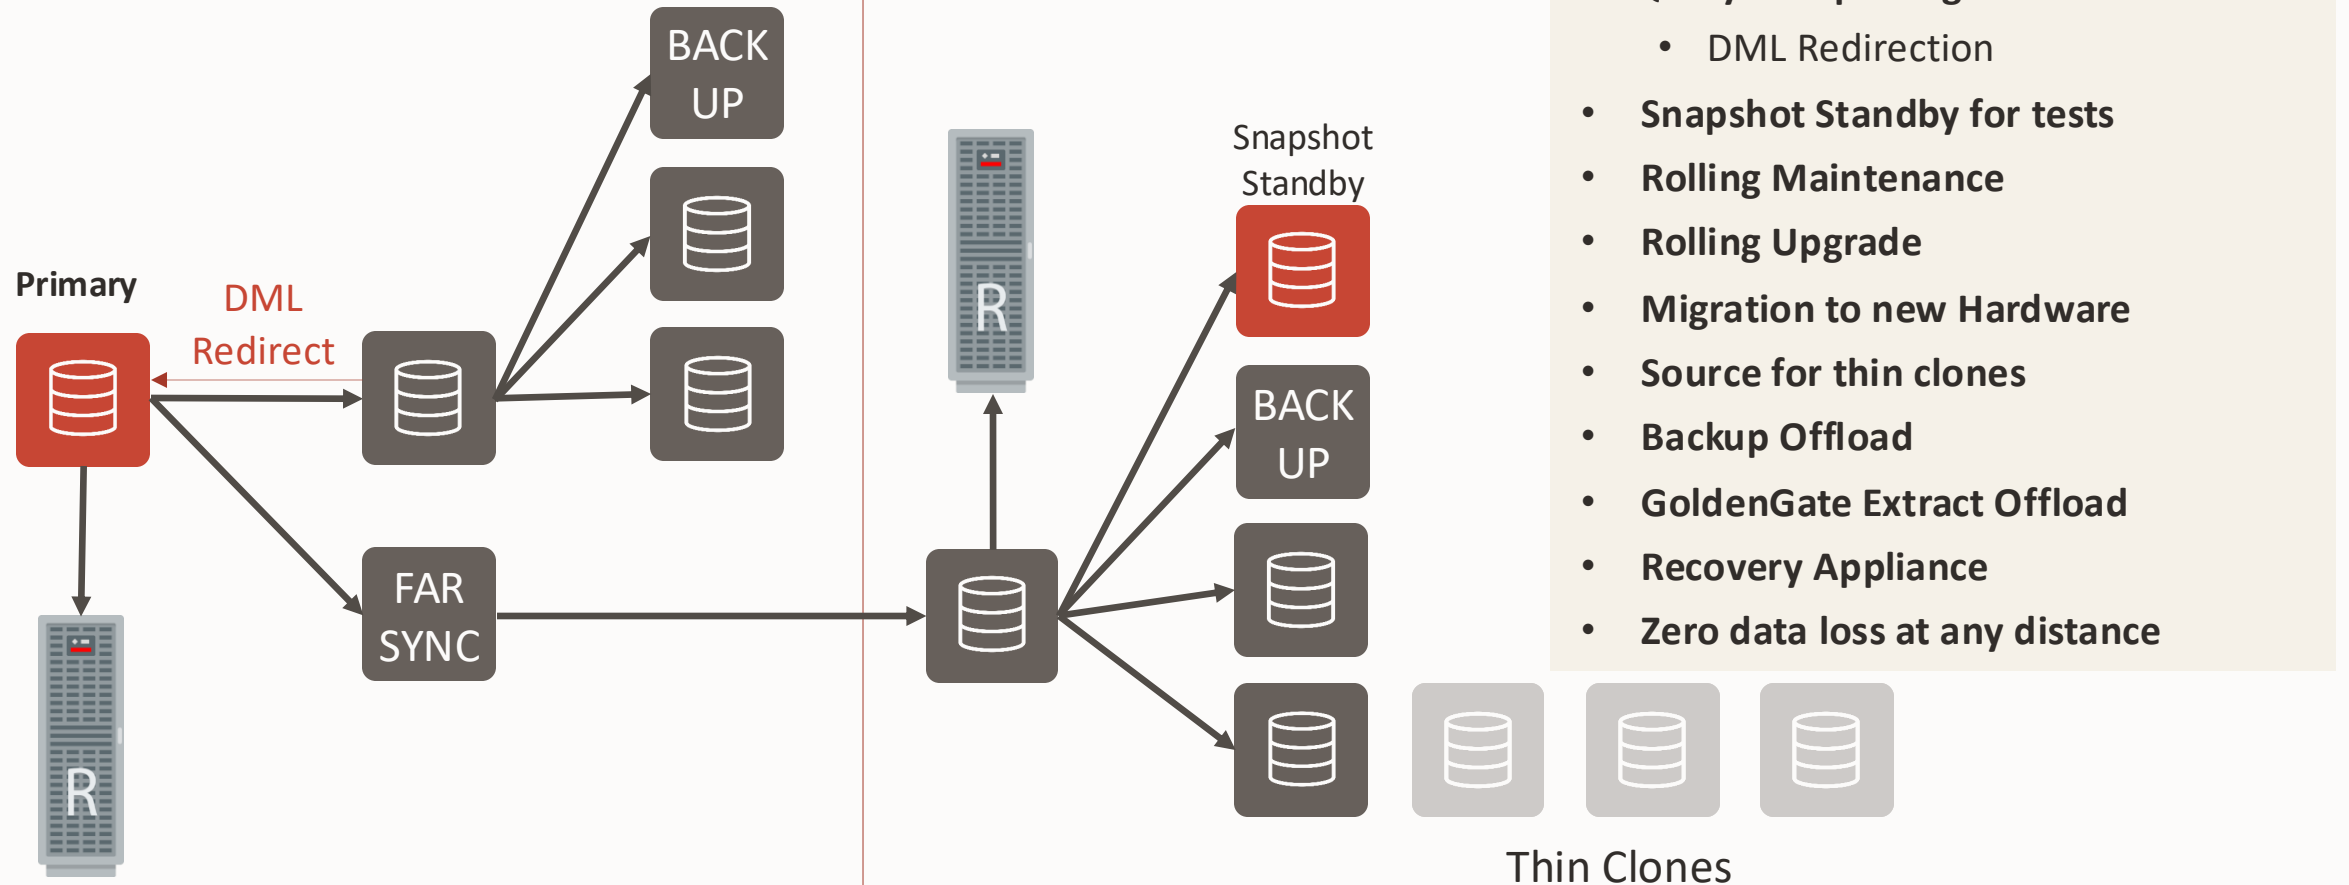 BACK
UP
Primary
DML
Redirect
FAR
SYNC
R
R
Snapshot
Standby
BACK
UP
Thin Clones
• DML Redirection
• Snapshot Standby for tests
• Rolling Maintenance
• Rolling Upgrade
• Migration to new Hardware
• Source for thin clones
• Backup Offload
• GoldenGate Extract Offload
• Recovery Appliance
• Zero data loss at any distance